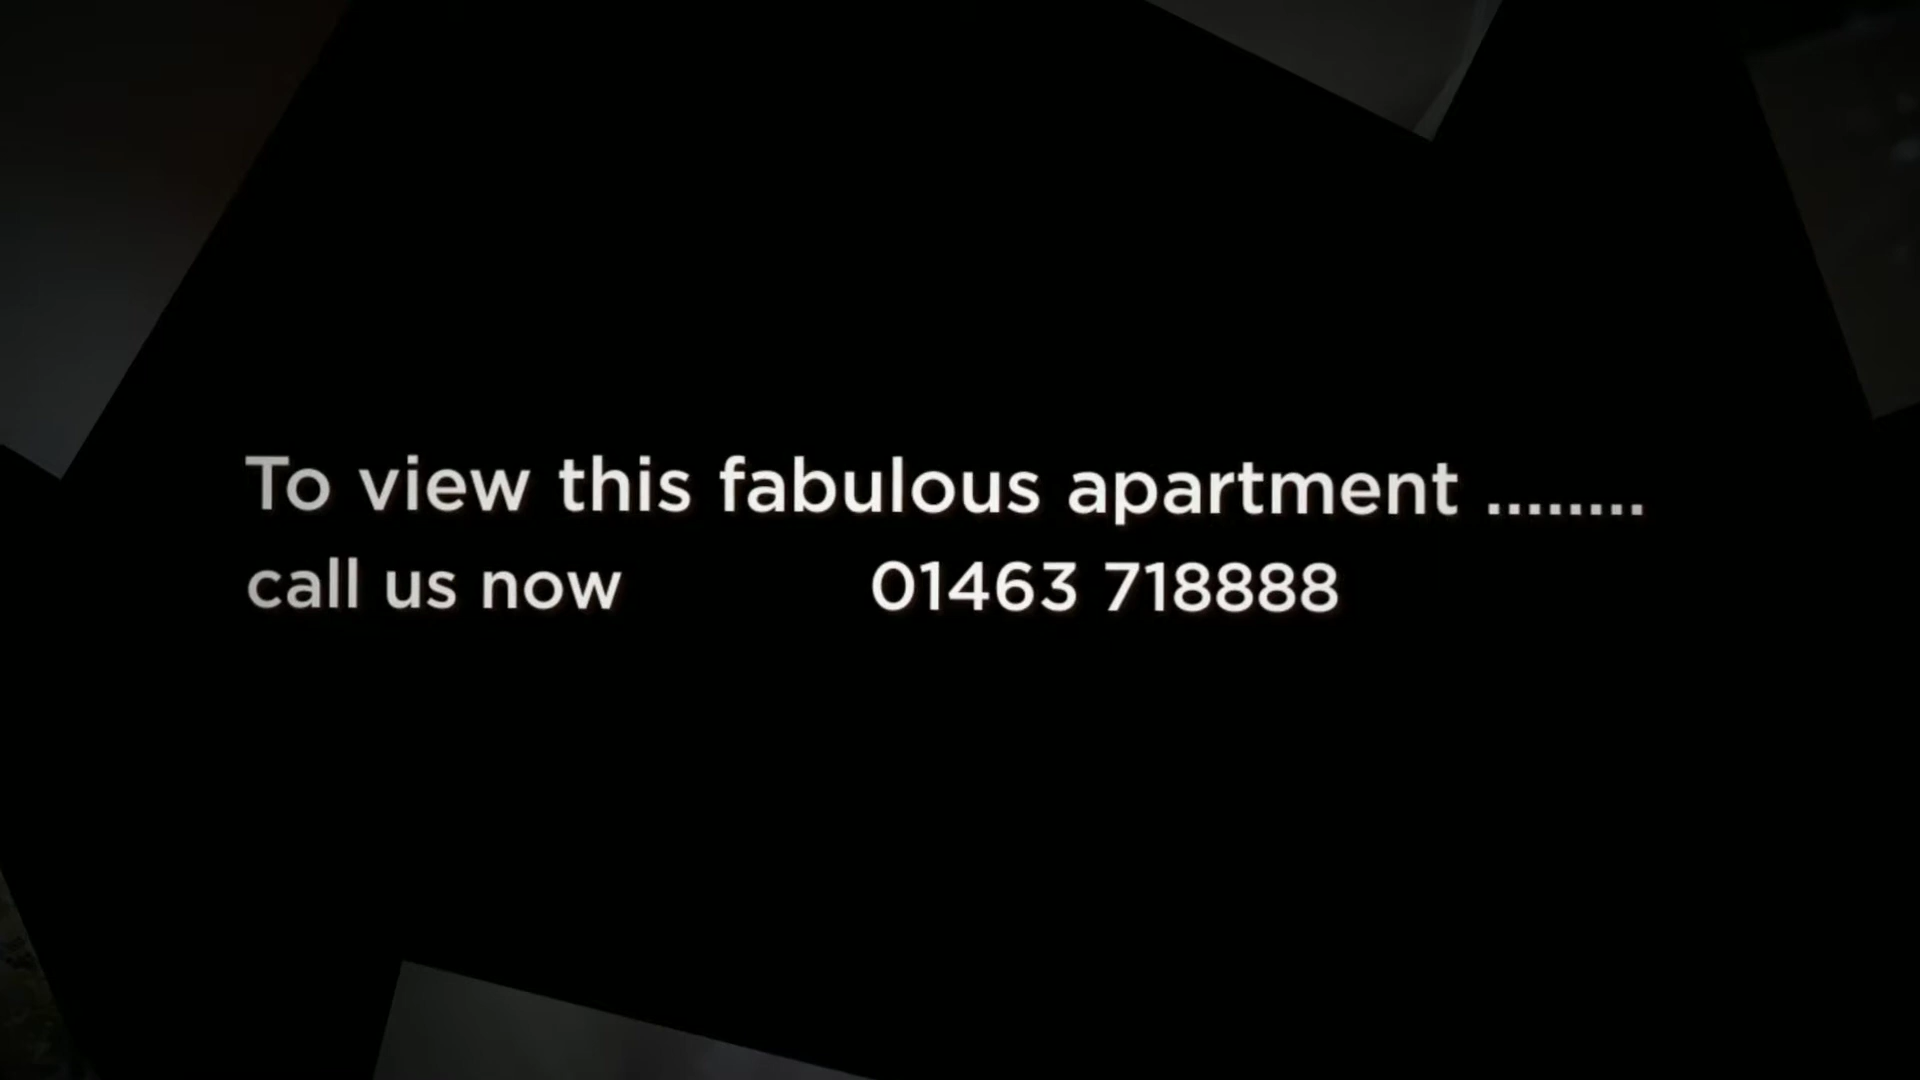 To view this fabulous apartment ........
call us now 01463 718888